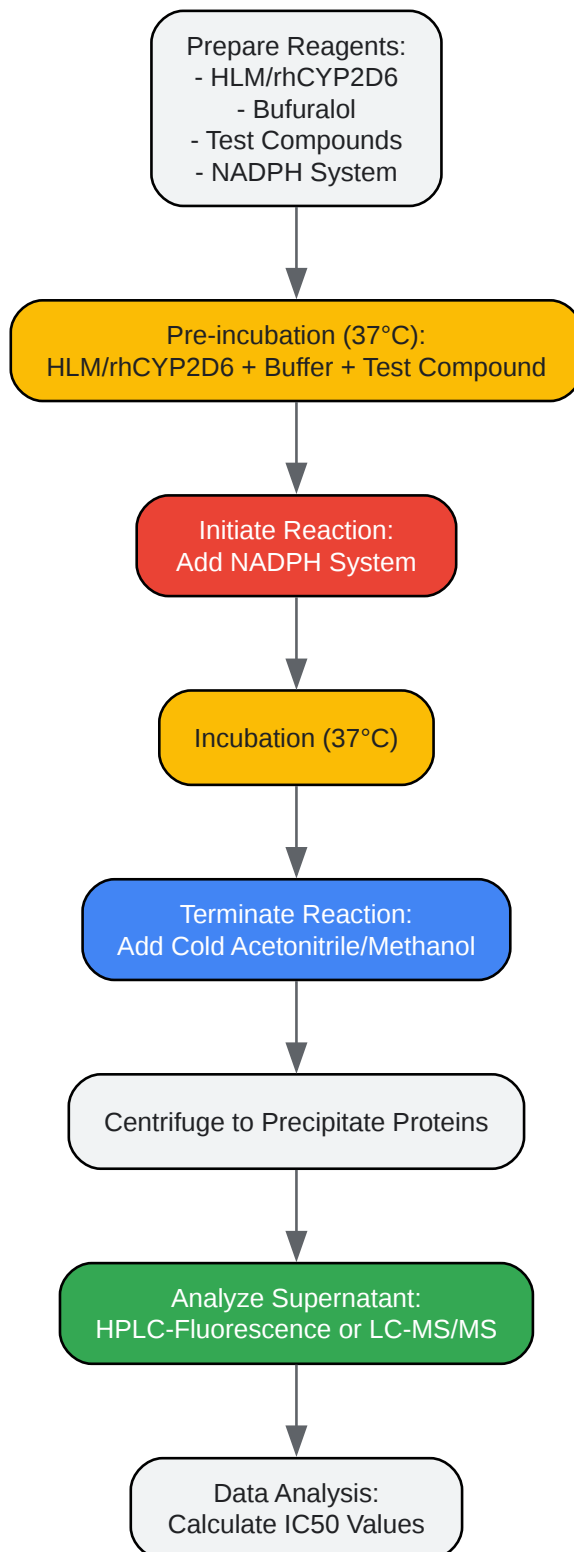 Prepare Reagents:
- HLM/rhCYP2D6
- Bufuralol
- Test Compounds
- NADPH System
Pre-incubation (37°C):
HLM/rhCYP2D6 + Buffer + Test Compound
Initiate Reaction:
Add NADPH System
Incubation (37°C)
Terminate Reaction:
Add Cold Acetonitrile/Methanol
Centrifuge to Precipitate Proteins
Analyze Supernatant:
HPLC-Fluorescence or LC-MS/MS
Data Analysis:
Calculate IC50 Values